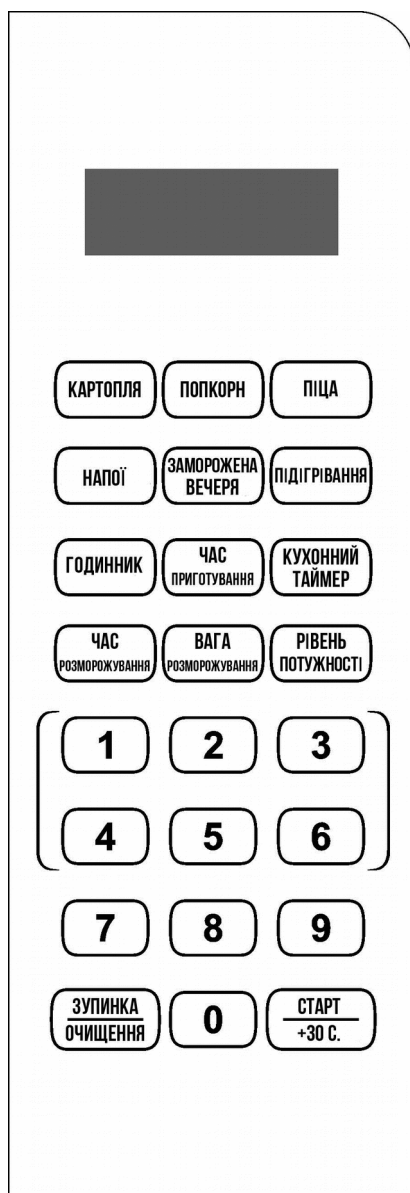 КАРТОПЛЯ ПОПКОРН ПІЦА
НАПОЇ ЗАМОРОЖЕНА ВЕЧЕРЯ ПІДІГРІВАННЯ
ГОДИННИК ЧАС ПРИГОТУВАННЯ КУХОННИЙ ТАЙМЕР
ЧАС РОЗМОРОЖУВАННЯ ВАГА РОЗМОРОЖУВАННЯ РІВЕНЬ ПОТУЖНОСТІ
1 2 3
4 5 6
7 8 9
ЗУПИНКА ОЧИЩЕННЯ 0 СТАРТ +30 С.